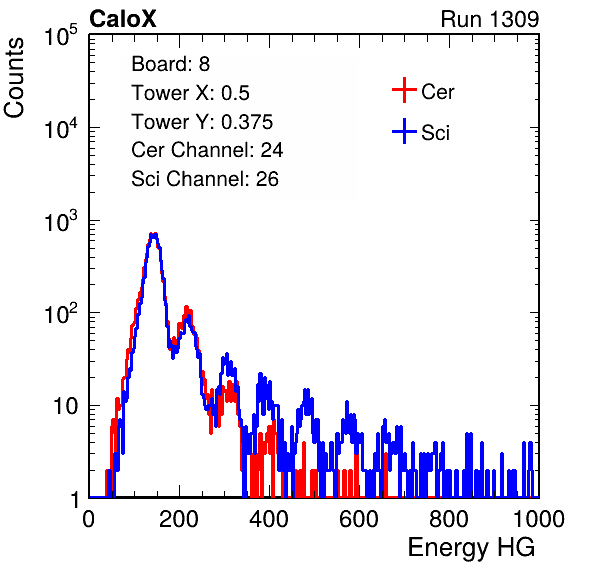 CaloX Run 1309
Counts
Board: 8
Tower X: 0.5
Tower Y: 0.375
Cer Channel: 24
Sci Channel: 26
Cer
Sci
10^5
10^4
10^3
10^2
10
1
0 200 400 600 800 1000
Energy HG